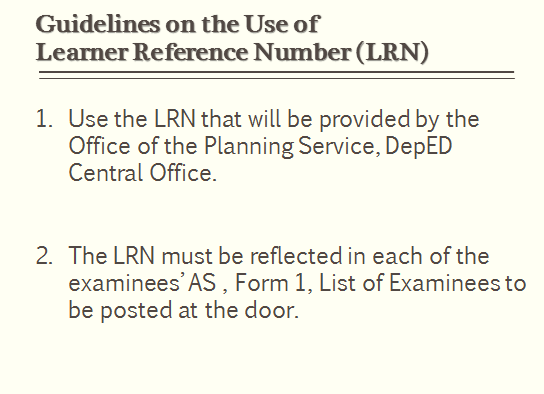 Guidelines on the Use of
Learner Reference Number (LRN)
1. Use the LRN that will be provided by the
Office of the Planning Service, DepED
Central Office.
2. The LRN must be reflected in each of the
examinees’ AS , Form 1, List of Examinees to
be posted at the door.